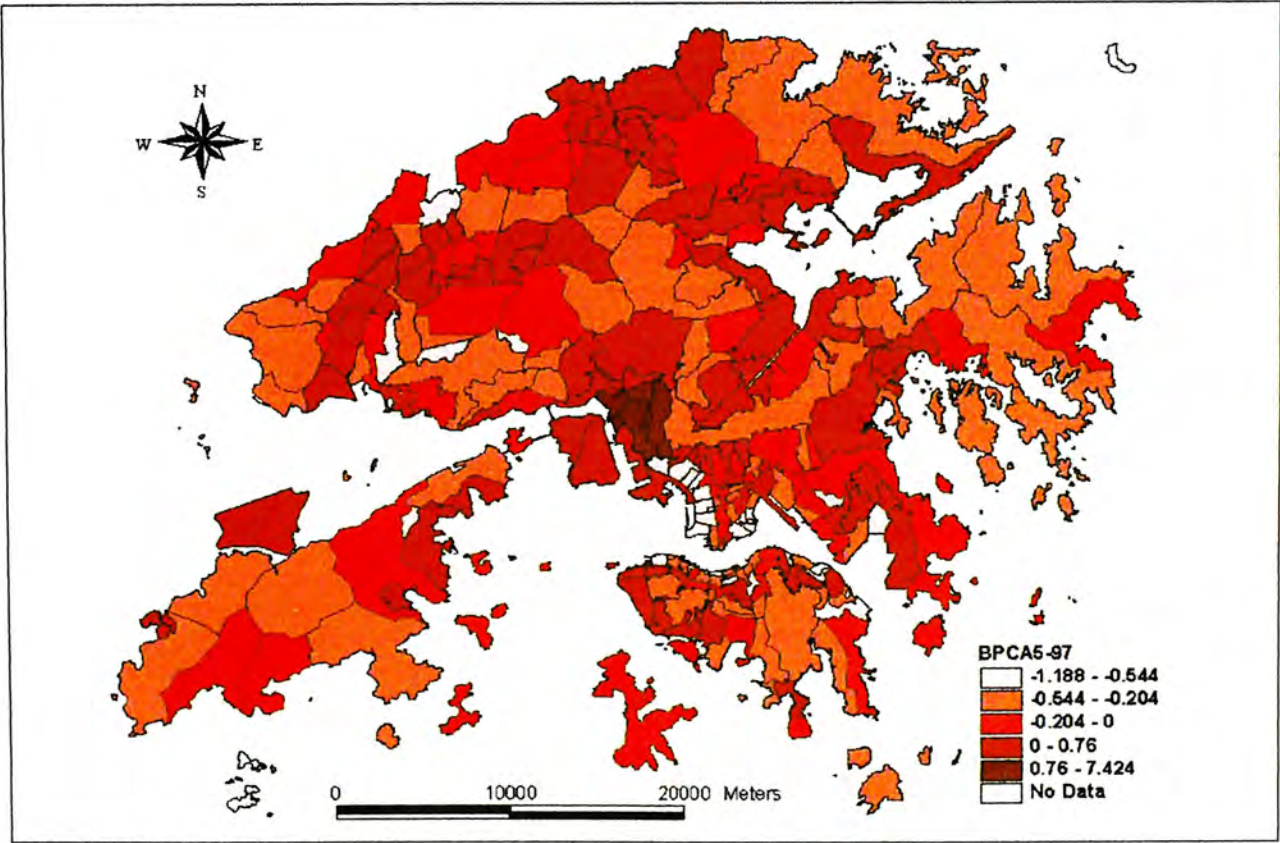 N
W E
S
BPCA5-97
-1.188 - -0.544
-0.544 - -0.204
-0.204 - 0
0 - 0.76
0.76 - 7.424
No Data
0 10000 20000 Meters